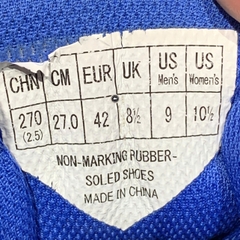 CHN CM EUR UK US Men's US Women's
270 (2.5) 27.0 42 8½ 9 10½
NON-MARKING RUBBER-
SOLED SHOES
MADE IN CHINA